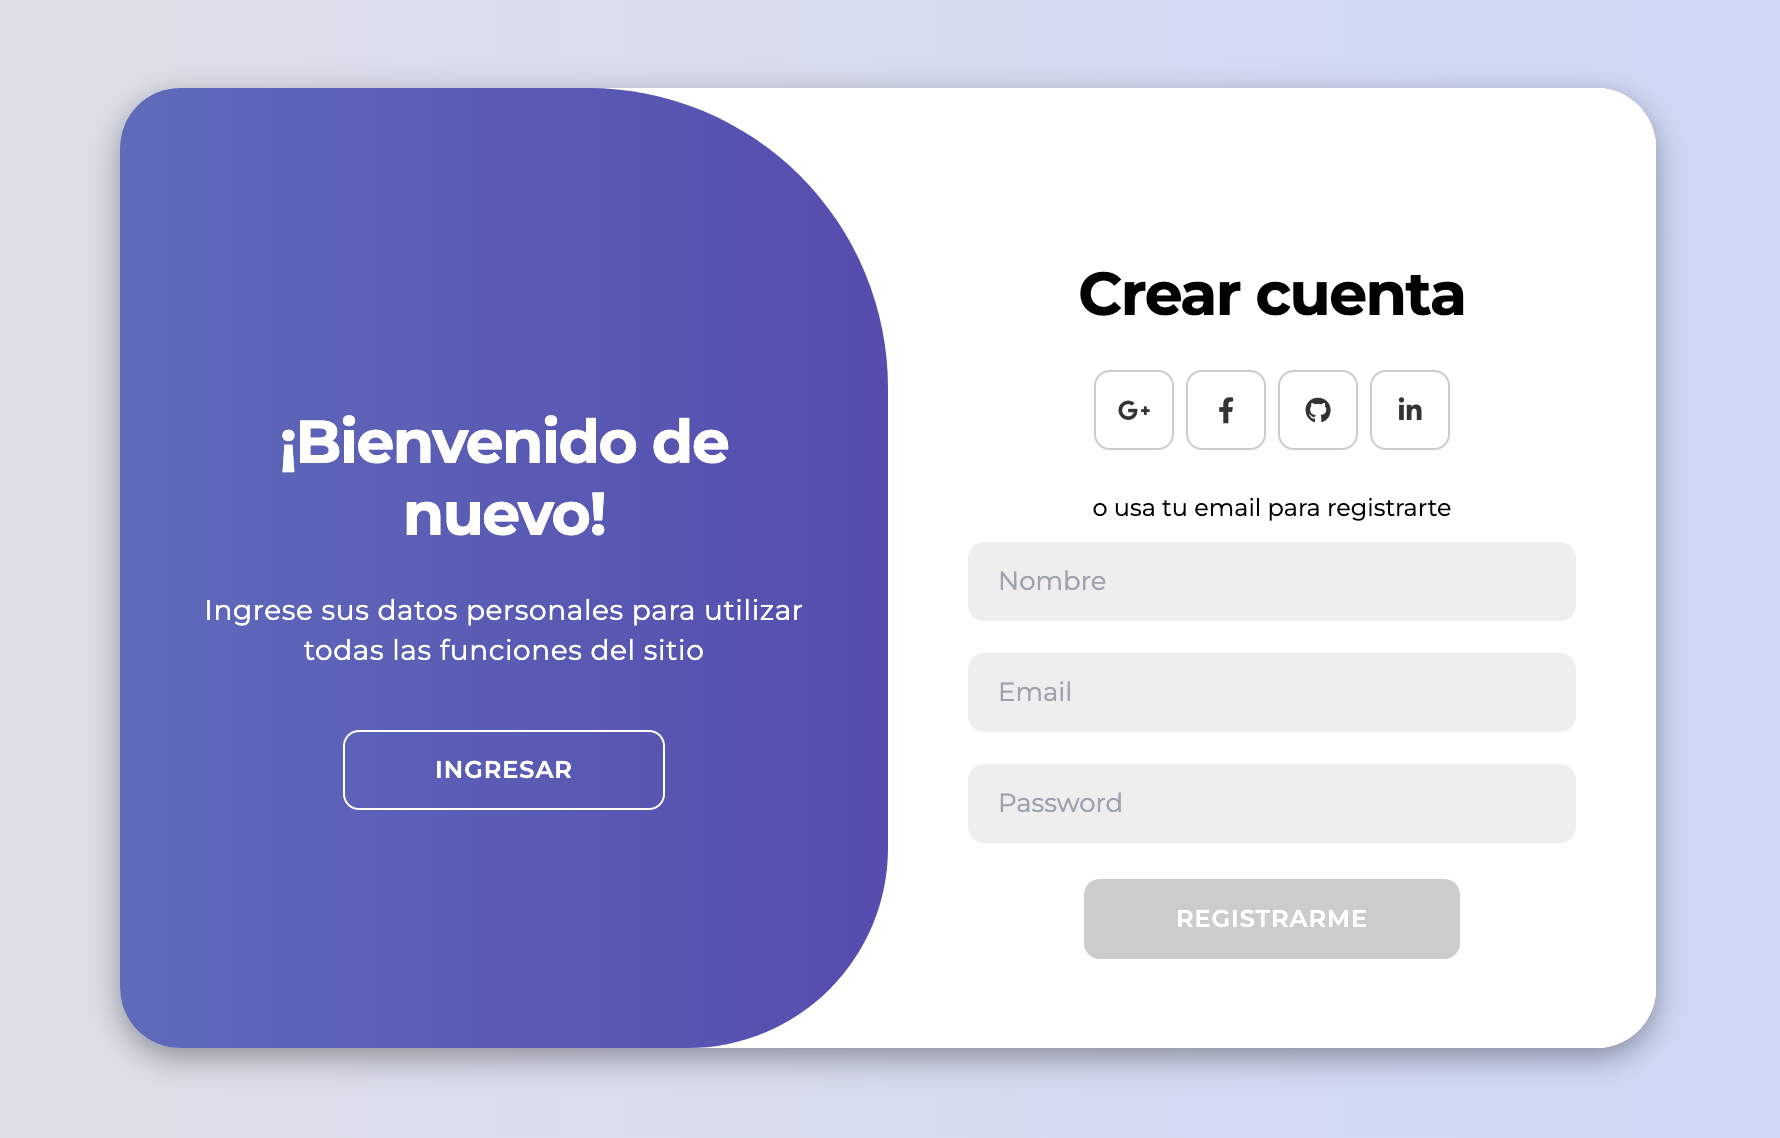 ¡Bienvenido de
nuevo!
Ingrese sus datos personales para utilizar
todas las funciones del sitio
INGRESAR
Crear cuenta
G+ f in
o usa tu email para registrarte
Nombre
Email
Password
REGISTRARME